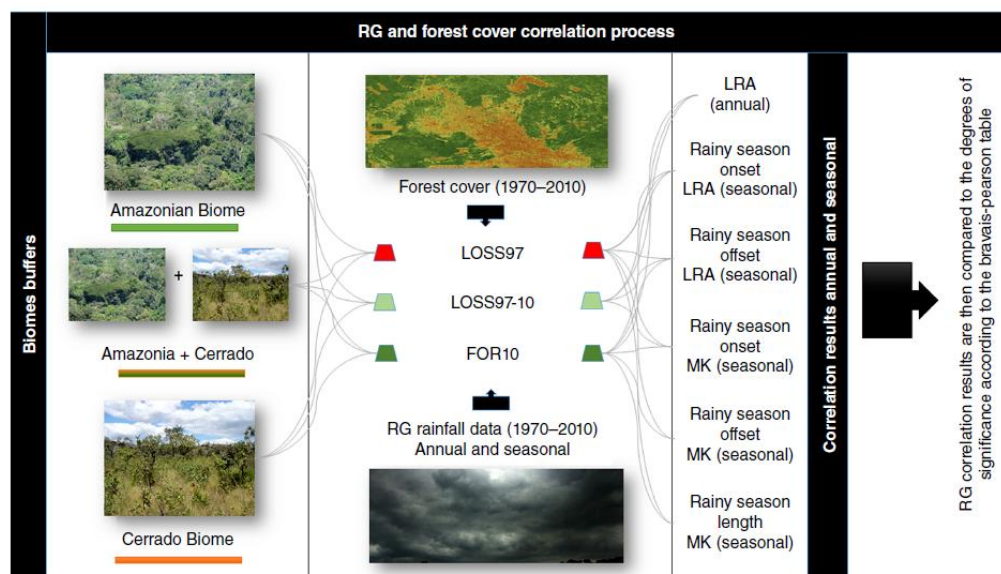 RG and forest cover correlation process
Biomes buffers
Amazonian Biome
+
Amazonia + Cerrado
Cerrado Biome
Forest cover (1970–2010)
LOSS97
LOSS97-10
FOR10
RG rainfall data (1970–2010)
Annual and seasonal
LRA
(annual)
Rainy season
onset
LRA (seasonal)
Rainy season
offset
LRA (seasonal)
Rainy season
onset
MK (seasonal)
Rainy season
offset
MK (seasonal)
Rainy season
length
MK (seasonal)
Correlation results annual and seasonal
RG correlation results are then compared to the degrees of
significance according to the bravais-pearson table